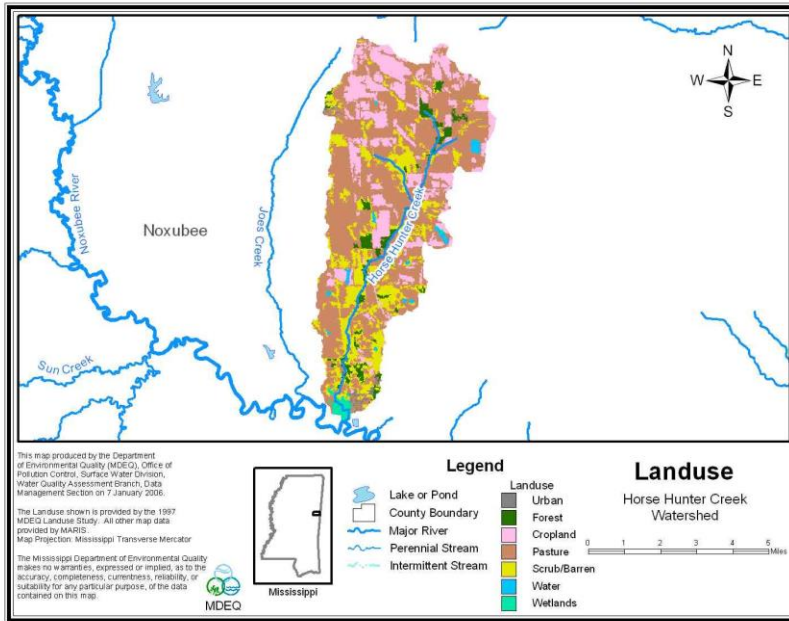 N
W
E
S
Noxubee River
Noxubee
Joes Creek
Horse Hunter Creek
Sun Creek
This map produced by the Department
of Environmental Quality (MDEQ), Office of
Pollution Control, Surface Water Division,
Water Quality Assessment Branch, Data
Management Section on 7 January 2006.
The Landuse shown is provided by the 1997
MDEQ Landuse Study. All other map data
provided by MARIS.
Map Projection: Mississippi Transverse Mercator
The Mississippi Department of Environmental Quality
makes no warranties, expressed or implied, as to the
accuracy, completeness, currentness, reliability, or
suitability for any particular purpose, of the data
contained on this map.
MDEQ
Mississippi
Legend
Lake or Pond
County Boundary
Major River
Perennial Stream
Intermittent Stream
Landuse
Urban
Forest
Cropland
Pasture
Scrub/Barren
Water
Wetlands
Landuse
Horse Hunter Creek
Watershed
0 1 2 3 4 5
Miles